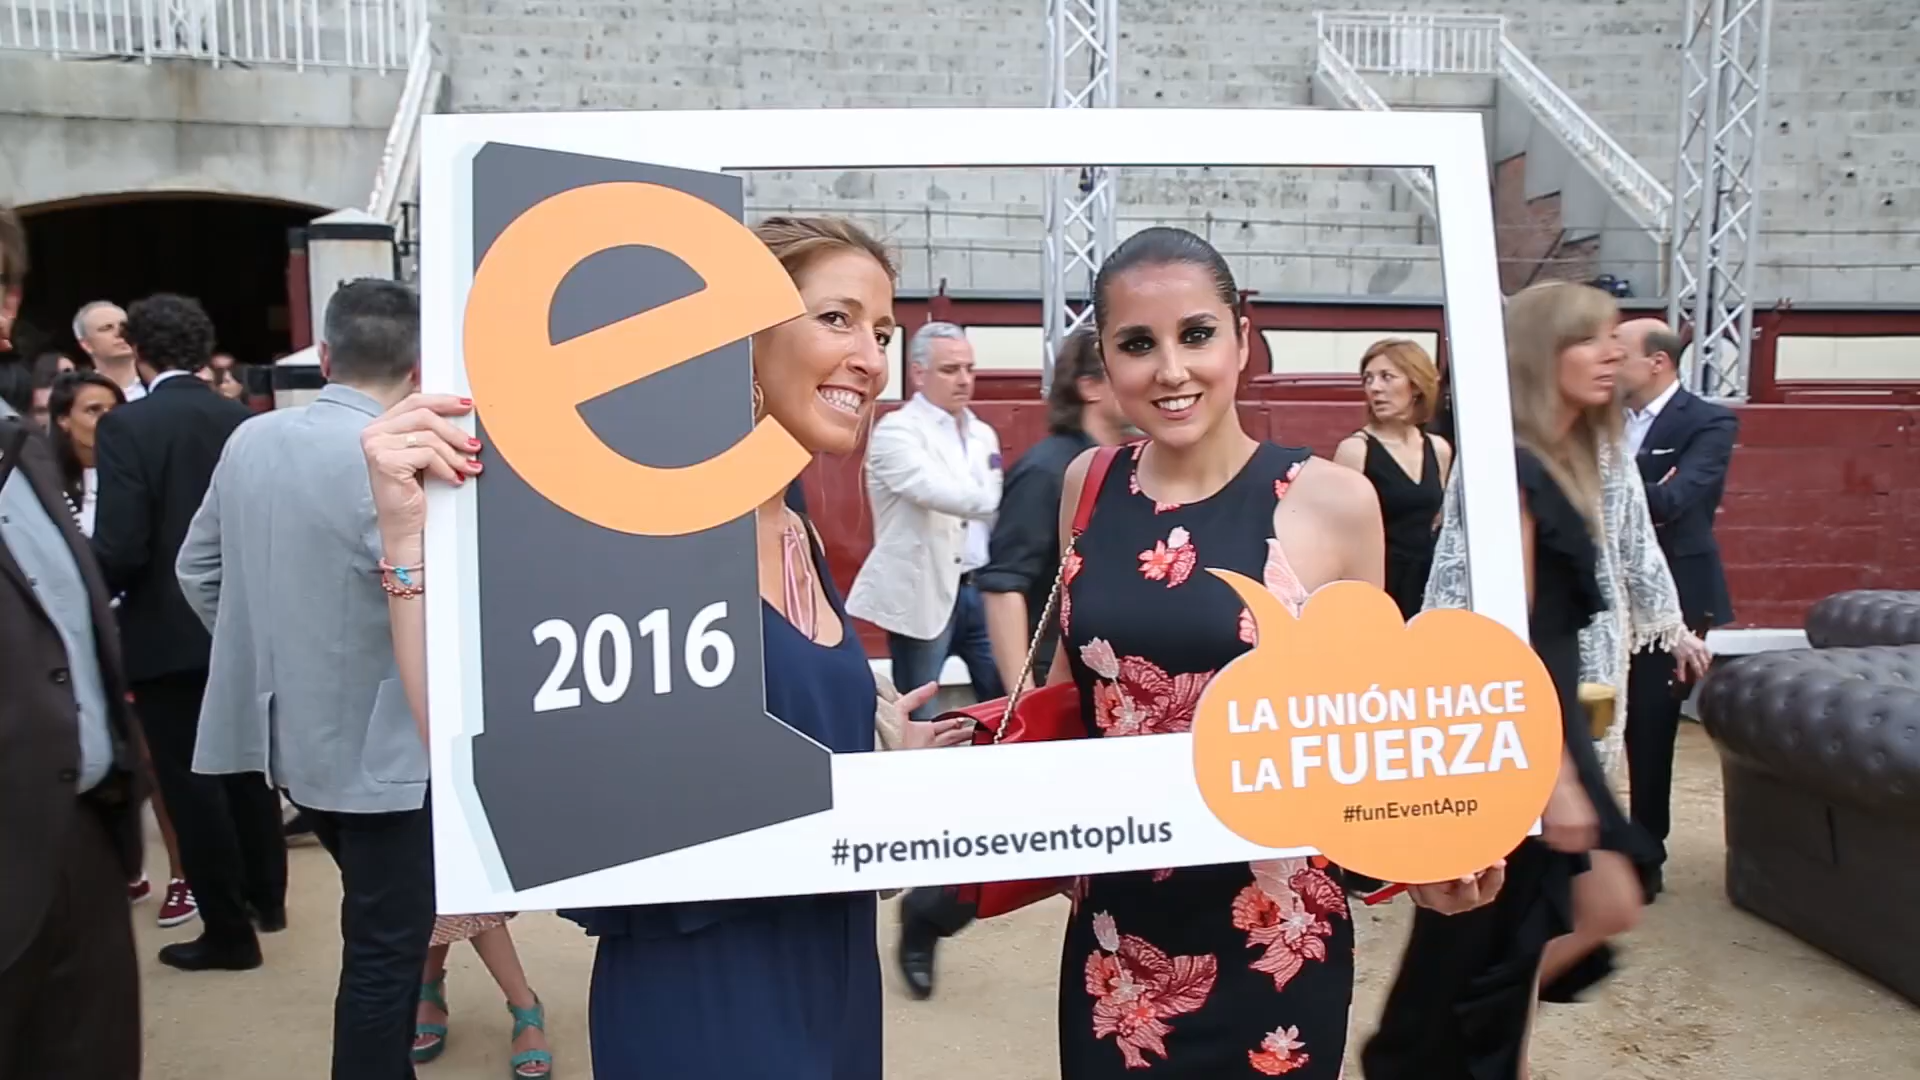 e
2016
#premioseventoplus
LA UNIÓN HACE
LA FUERZA
#funEventApp